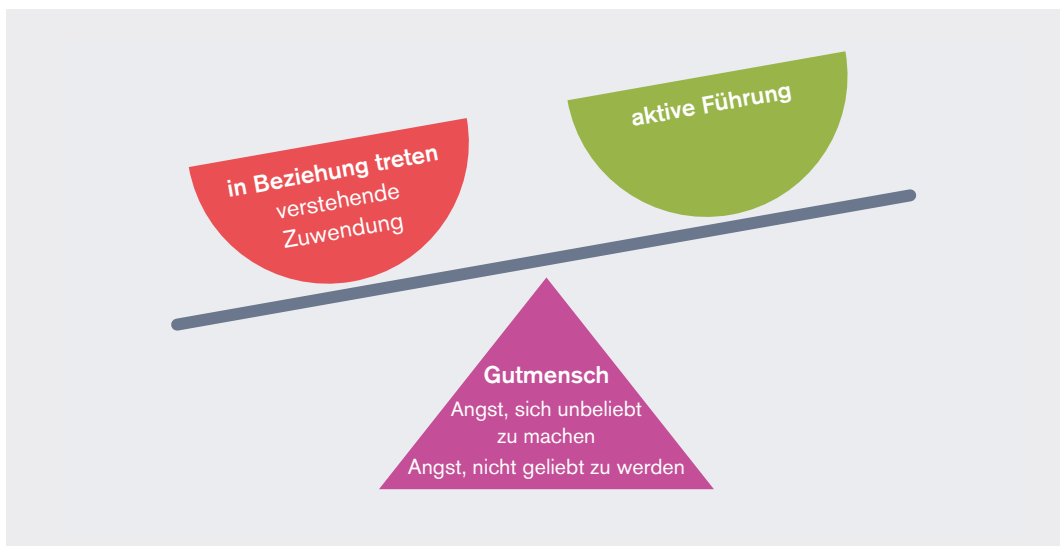 in Beziehung treten
verstehende
Zuwendung
aktive Führung
Gutmensch
Angst, sich unbeliebt
zu machen
Angst, nicht geliebt zu werden